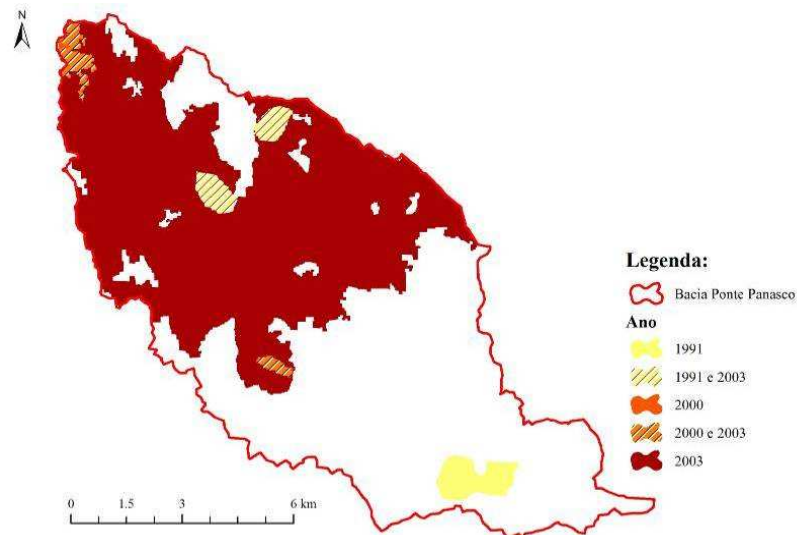 N
Legenda:
Bacia Ponte Panasco
Ano
1991
1991 e 2003
2000
2000 e 2003
2003
0 1.5 3 6 km